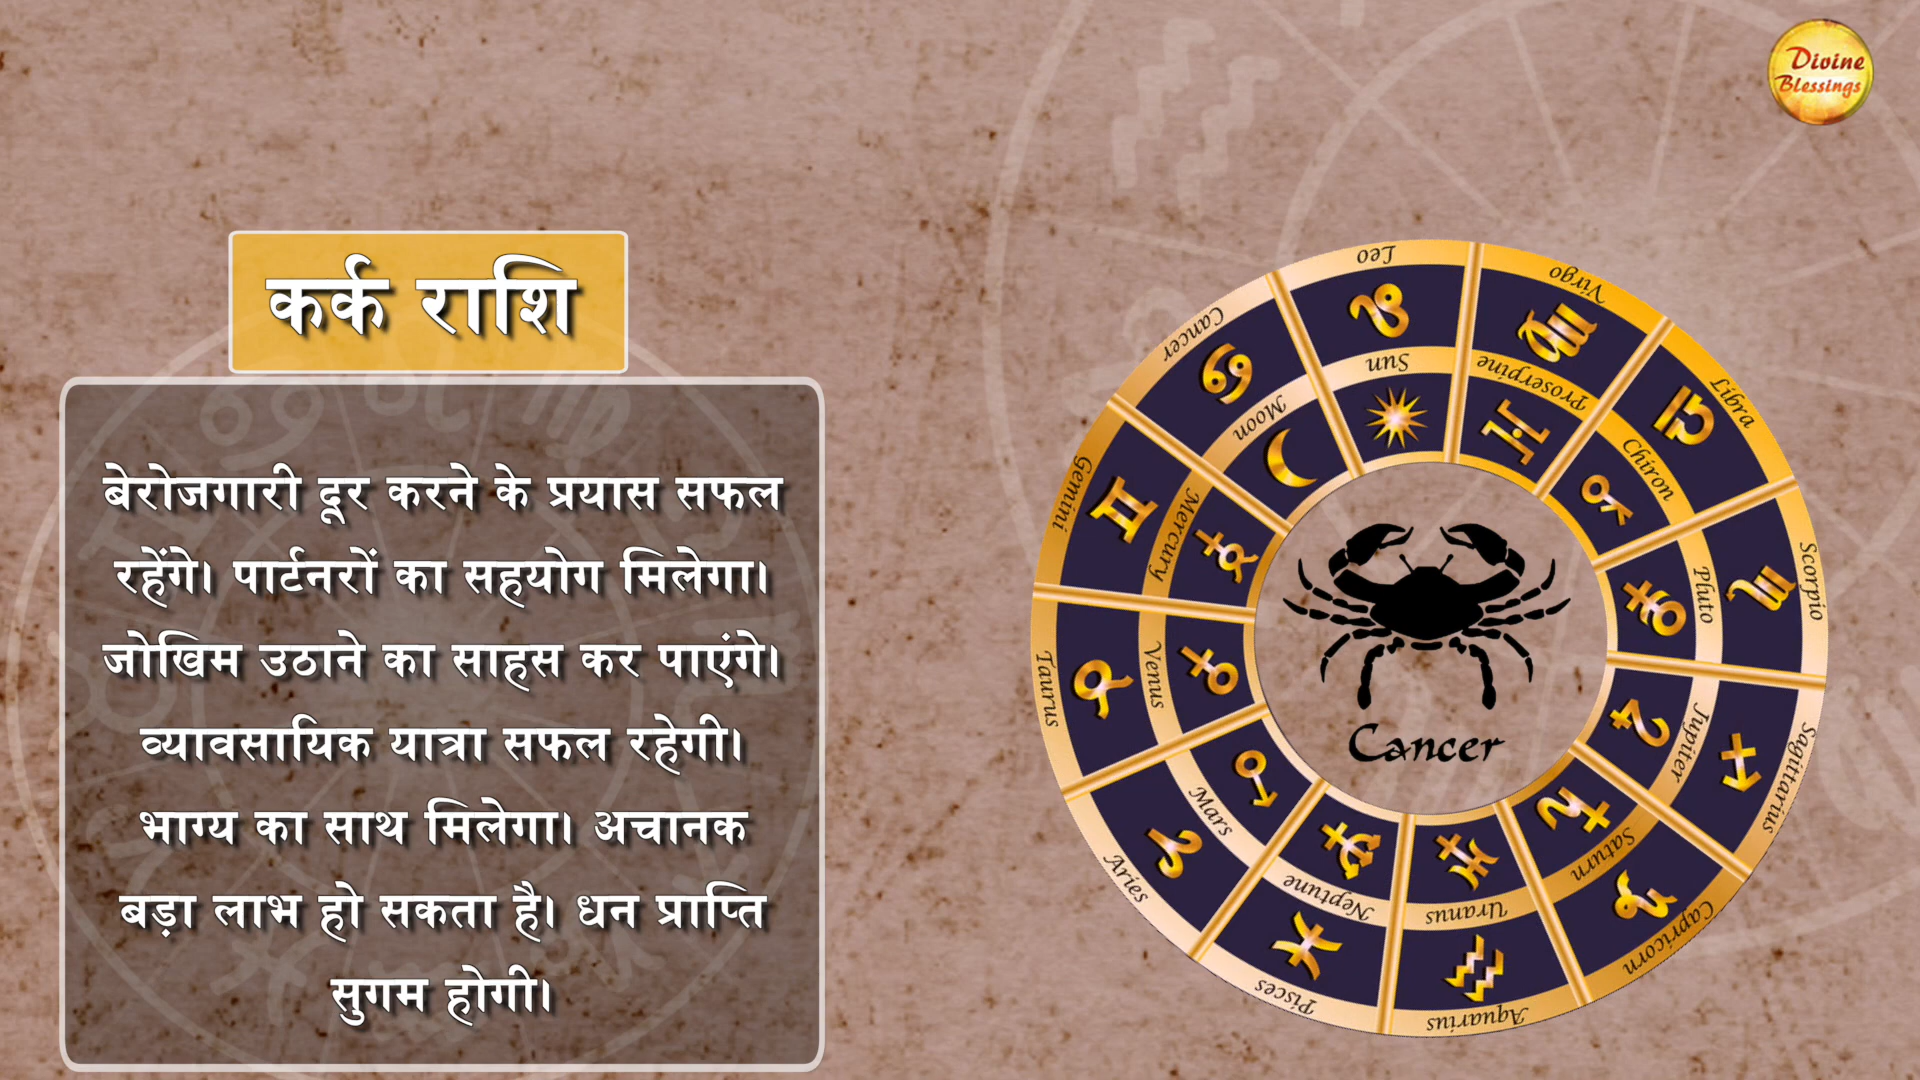 Divine
Blessings
कर्क राशि
बेरोजगारी दूर करने के प्रयास सफल
रहेंगे। पार्टनरों का सहयोग मिलेगा।
जोखिम उठाने का साहस कर पाएंगे।
व्यावसायिक यात्रा सफल रहेगी।
भाग्य का साथ मिलेगा। अचानक
बड़ा लाभ हो सकता है। धन प्राप्ति
सुगम होगी।
Leo
Virgo
Libra
Scorpio
Sagittarius
Capricorn
Aquarius
Pisces
Aries
Taurus
Gemini
Cancer
Sun
Proserpine
Chiron
Pluto
Jupiter
Saturn
Uranus
Neptune
Mars
Venus
Mercury
Moon
Cancer